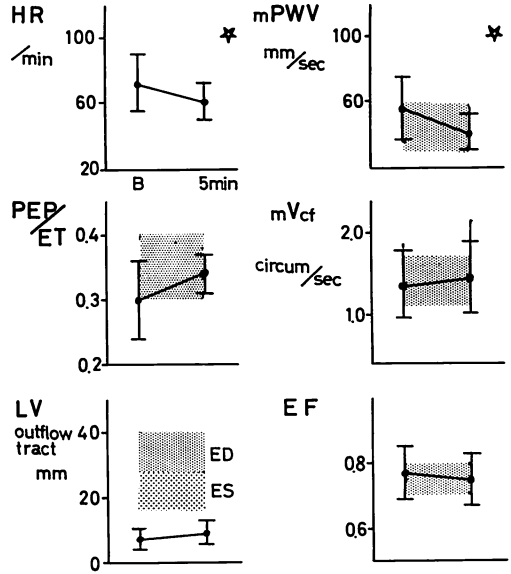 HR
/min
100
60
20
B 5min
mPWV
mm/sec
100
60
PEP/ET
0.4
0.3
0.2
mVcf
circum/sec
2.0
1.0
LV
outflow
tract
mm
40
20
0
ED
ES
EF
0.8
0.6